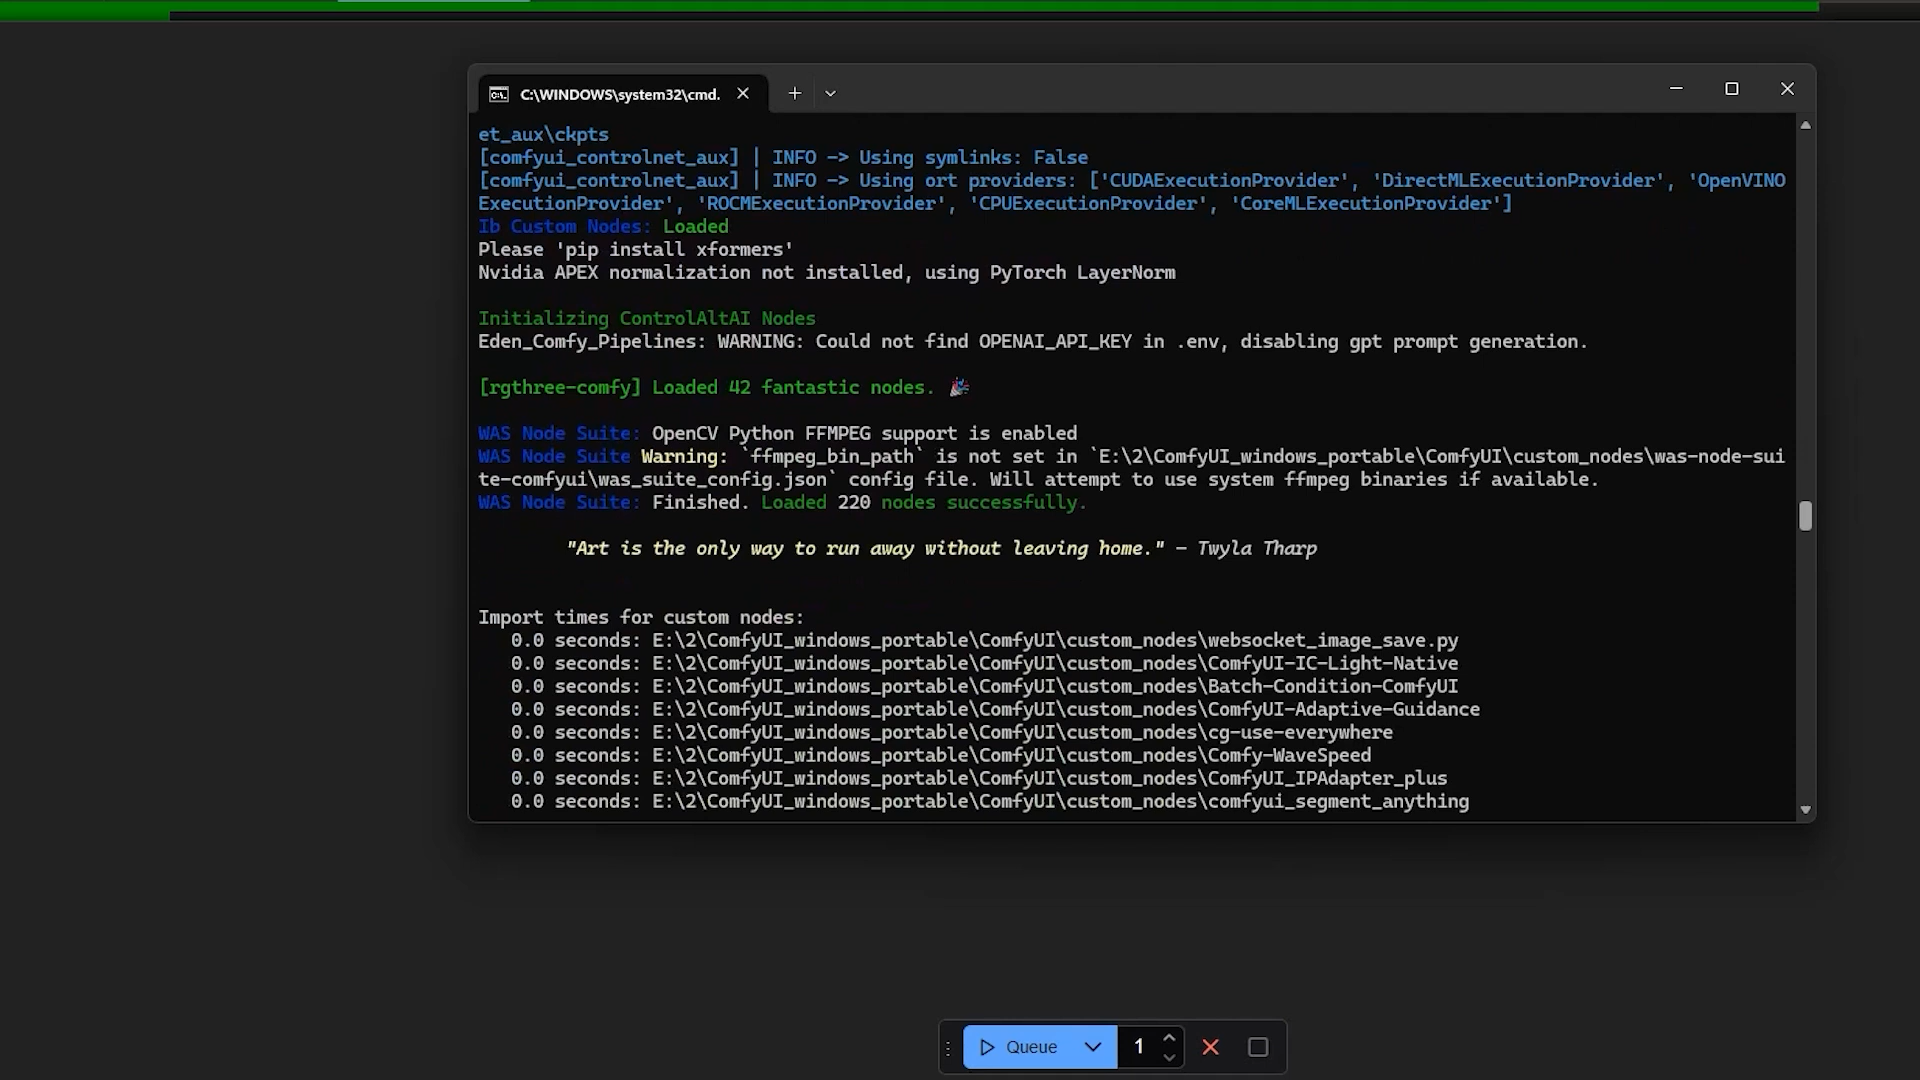 C:\WINDOWS\system32\cmd.
et_aux\ckpts
[comfyui_controlnet_aux] | INFO -> Using symlinks: False
[comfyui_controlnet_aux] | INFO -> Using ort providers: ['CUDAExecutionProvider', 'DirectMLExecutionProvider', 'OpenVINO
ExecutionProvider', 'ROCMExecutionProvider', 'CPUExecutionProvider', 'CoreMLExecutionProvider']
Ib Custom Nodes: Loaded
Please 'pip install xformers'
Nvidia APEX normalization not installed, using PyTorch LayerNorm
Initializing ControlAltAI Nodes
Eden_Comfy_Pipelines: WARNING: Could not find OPENAI_API_KEY in .env, disabling gpt prompt generation.
[rgthree-comfy] Loaded 42 fantastic nodes. 🎉
WAS Node Suite: OpenCV Python FFMPEG support is enabled
WAS Node Suite Warning: `ffmpeg_bin_path` is not set in `E:\2\ComfyUI_windows_portable\ComfyUI\custom_nodes\was-node-sui
te-comfyui\was_suite_config.json` config file. Will attempt to use system ffmpeg binaries if available.
WAS Node Suite: Finished. Loaded 220 nodes successfully.
"Art is the only way to run away without leaving home." - Twyla Tharp
Import times for custom nodes:
0.0 seconds: E:\2\ComfyUI_windows_portable\ComfyUI\custom_nodes\websocket_image_save.py
0.0 seconds: E:\2\ComfyUI_windows_portable\ComfyUI\custom_nodes\ComfyUI-IC-Light-Native
0.0 seconds: E:\2\ComfyUI_windows_portable\ComfyUI\custom_nodes\Batch-Condition-ComfyUI
0.0 seconds: E:\2\ComfyUI_windows_portable\ComfyUI\custom_nodes\ComfyUI-Adaptive-Guidance
0.0 seconds: E:\2\ComfyUI_windows_portable\ComfyUI\custom_nodes\cg-use-everywhere
0.0 seconds: E:\2\ComfyUI_windows_portable\ComfyUI\custom_nodes\Comfy-WaveSpeed
0.0 seconds: E:\2\ComfyUI_windows_portable\ComfyUI\custom_nodes\ComfyUI_IPAdapter_plus
0.0 seconds: E:\2\ComfyUI_windows_portable\ComfyUI\custom_nodes\comfyui_segment_anything
Queue 1